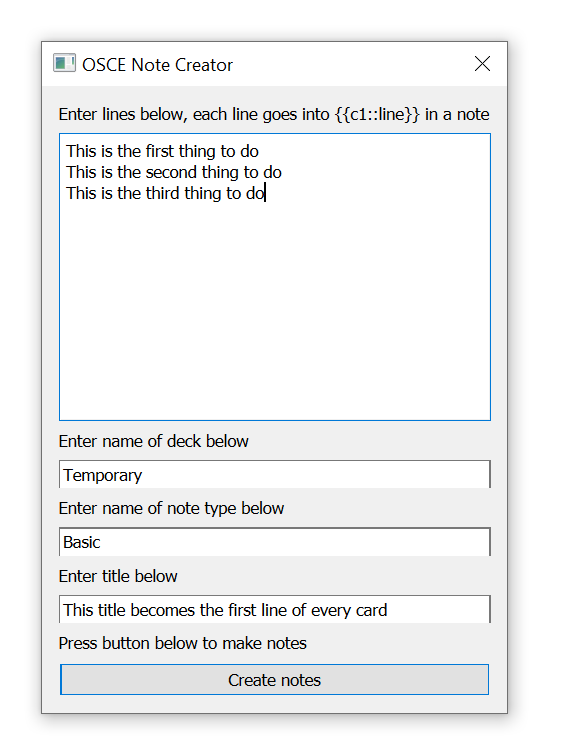 OSCE Note Creator
Enter lines below, each line goes into {{c1::line}} in a note
This is the first thing to do
This is the second thing to do
This is the third thing to do
Enter name of deck below
Temporary
Enter name of note type below
Basic
Enter title below
This title becomes the first line of every card
Press button below to make notes
Create notes